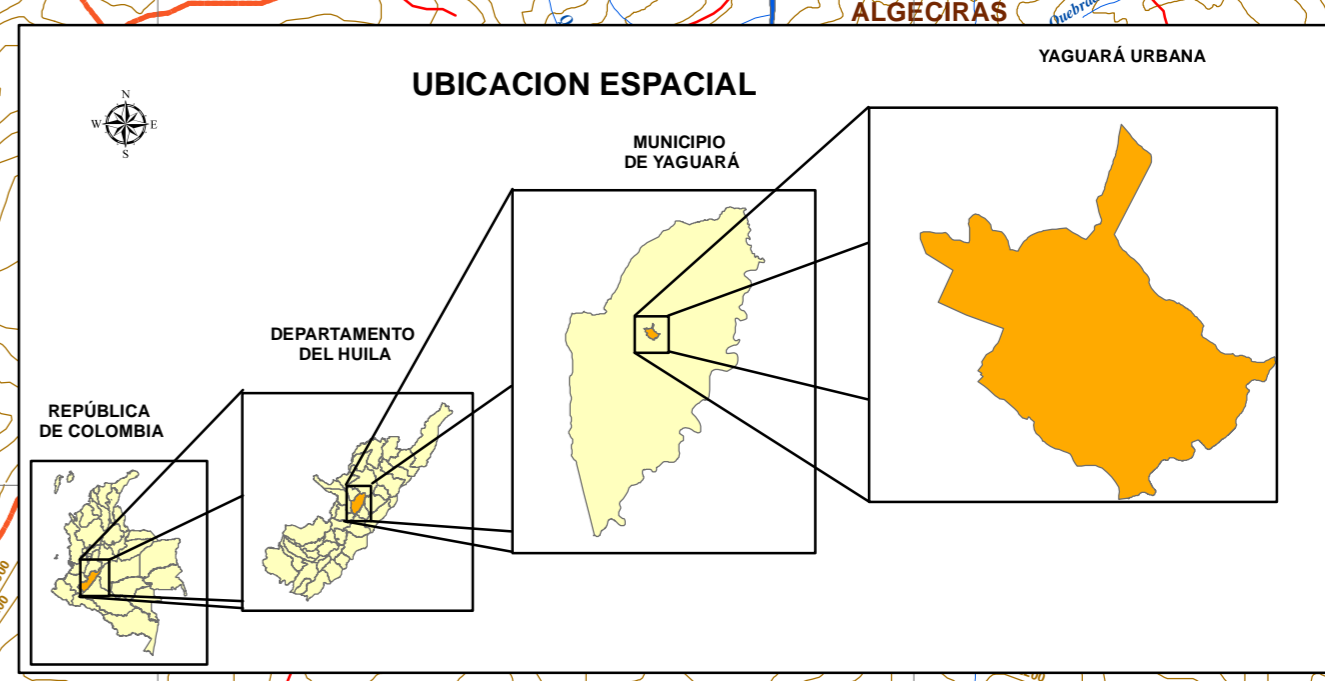 ALGECIRAS
YAGUARÁ URBANA
UBICACION ESPACIAL
N
W
E
S
MUNICIPIO
DE YAGUARÁ
DEPARTAMENTO
DEL HUILA
REPÚBLICA
DE COLOMBIA